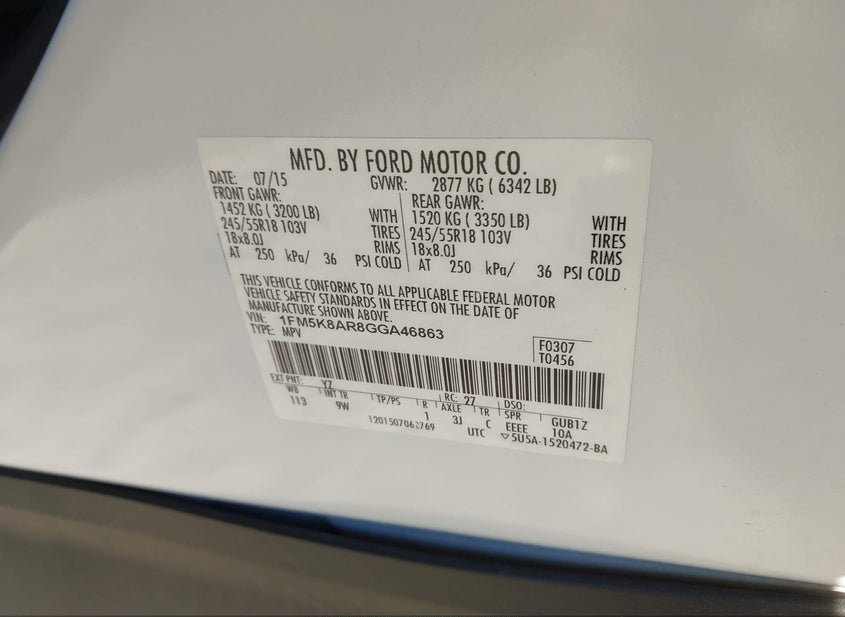 MFD. BY FORD MOTOR CO.
DATE: 07/15 GVWR: 2877 KG ( 6342 LB)
FRONT GAWR: REAR GAWR:
1452 KG ( 3200 LB) WITH 1520 KG ( 3350 LB) WITH
245/55R18 103V TIRES 245/55R18 103V TIRES
18x8.0J RIMS 18x8.0J RIMS
AT 250 kPa/ 36 PSI COLD AT 250 kPa/ 36 PSI COLD
THIS VEHICLE CONFORMS TO ALL APPLICABLE FEDERAL MOTOR
VEHICLE SAFETY STANDARDS IN EFFECT ON THE DATE OF
MANUFACTURE SHOWN ABOVE.
VIN: 1FM5K8AR8GGA46863
TYPE: MPV
F0307
T0456
EXT PNT: YZ RC: 27 DSO:
WB INT TR TP/PS R AXLE TR SPR GUB1Z
113 9W 1 3J C EEEE 10A
1201507062769 UTC ▽5U5A-1520472-BA